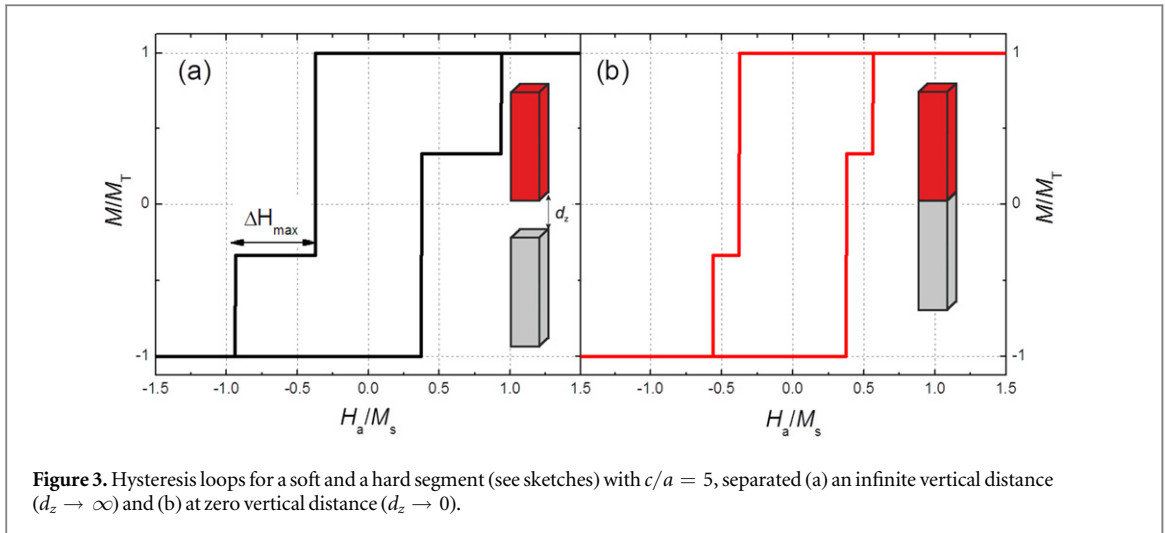 (a)
(b)
1
0
-1
M/M_T
ΔH_max
d_z
1
0
-1
M/M_T
-1.5 -1.0 -0.5 0.0 0.5 1.0 1.5
-1.0 -0.5 0.0 0.5 1.0 1.5
H_a/M_s
H_a/M_s
Figure 3. Hysteresis loops for a soft and a hard segment (see sketches) with c/a = 5, separated (a) an infinite vertical distance
(d_z → ∞) and (b) at zero vertical distance (d_z → 0).